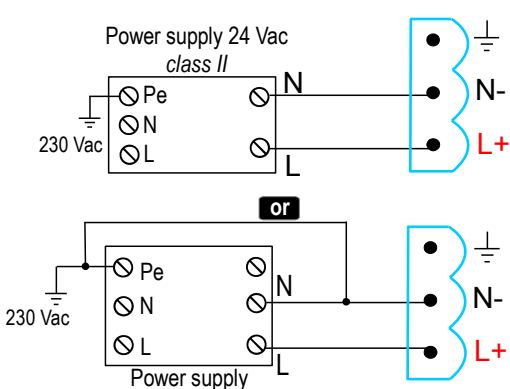 Power supply 24 Vac
class II
Pe
N
L
230 Vac
N
L
N-
L+
or
Pe
N
L
230 Vac
N
L
N-
L+
Power supply